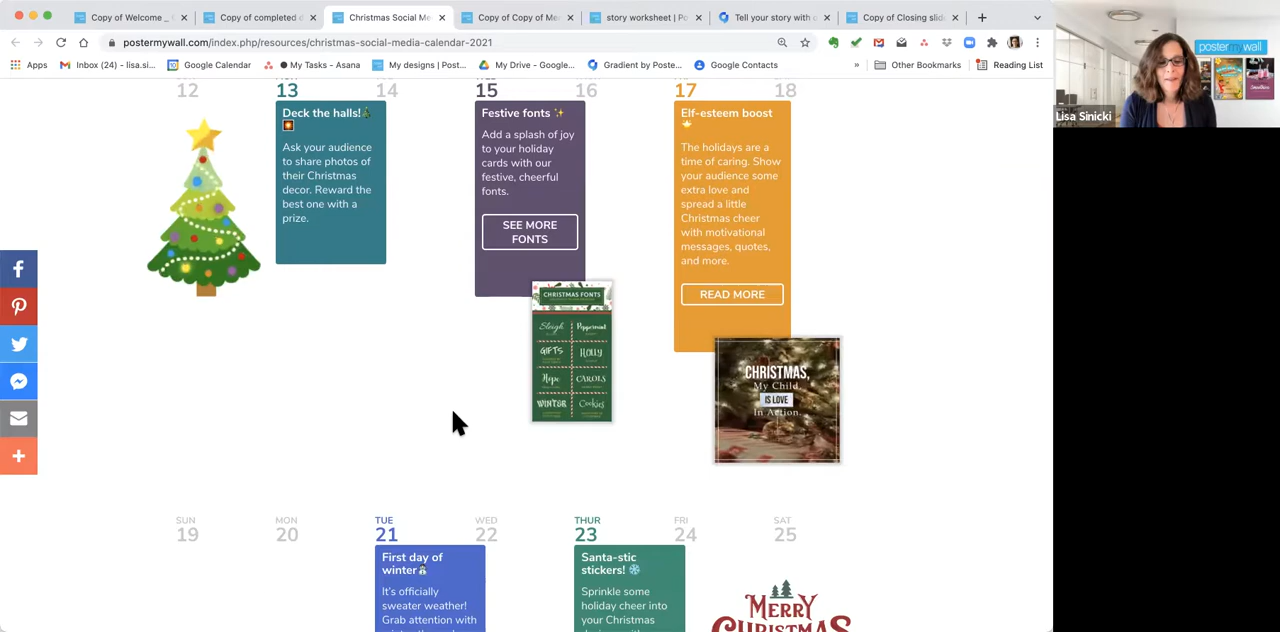 Copy of Welcome _
Copy of completed d
Christmas Social Me
Copy of Copy of Mo
story worksheet | Po
Tell your story with
Copy of Closing slid
postermywall.com/index.php/resources/christmas-social-media-calendar-2021
Apps
Inbox (24) - lisa.si...
Google Calendar
My Tasks - Asana
My designs | Post...
My Drive - Google...
Gradient by Poste...
Google Contacts
»
Other Bookmarks
Reading List
postermywall
Lisa Sinicki
12
13
14
15
16
17
18
Deck the halls!
Ask your audience
to share photos of
their Christmas
decor. Reward the
best one with a
prize.
Festive fonts
Add a splash of joy
to your holiday
cards with our
festive, cheerful
fonts.
SEE MORE
FONTS
Elf-esteem boost
The holidays are a
time of caring. Show
your audience some
extra love and
spread a little
Christmas cheer
with motivational
messages, quotes,
and more.
READ MORE
CHRISTMAS FONTS
Sleigh
Peppermint
GIFTS
HOLLY
Hope
CAROLS
WINTER
Cookies
CHRISTMAS,
My Child,
IS LOVE
In Action.
SUN
19
MON
20
TUE
21
WED
22
THUR
23
FRI
24
SAT
25
First day of
winter
It's officially
sweater weather!
Grab attention with
Santa-stic
stickers!
Sprinkle some
holiday cheer into
your Christmas
MERRY
CHRISTMAS